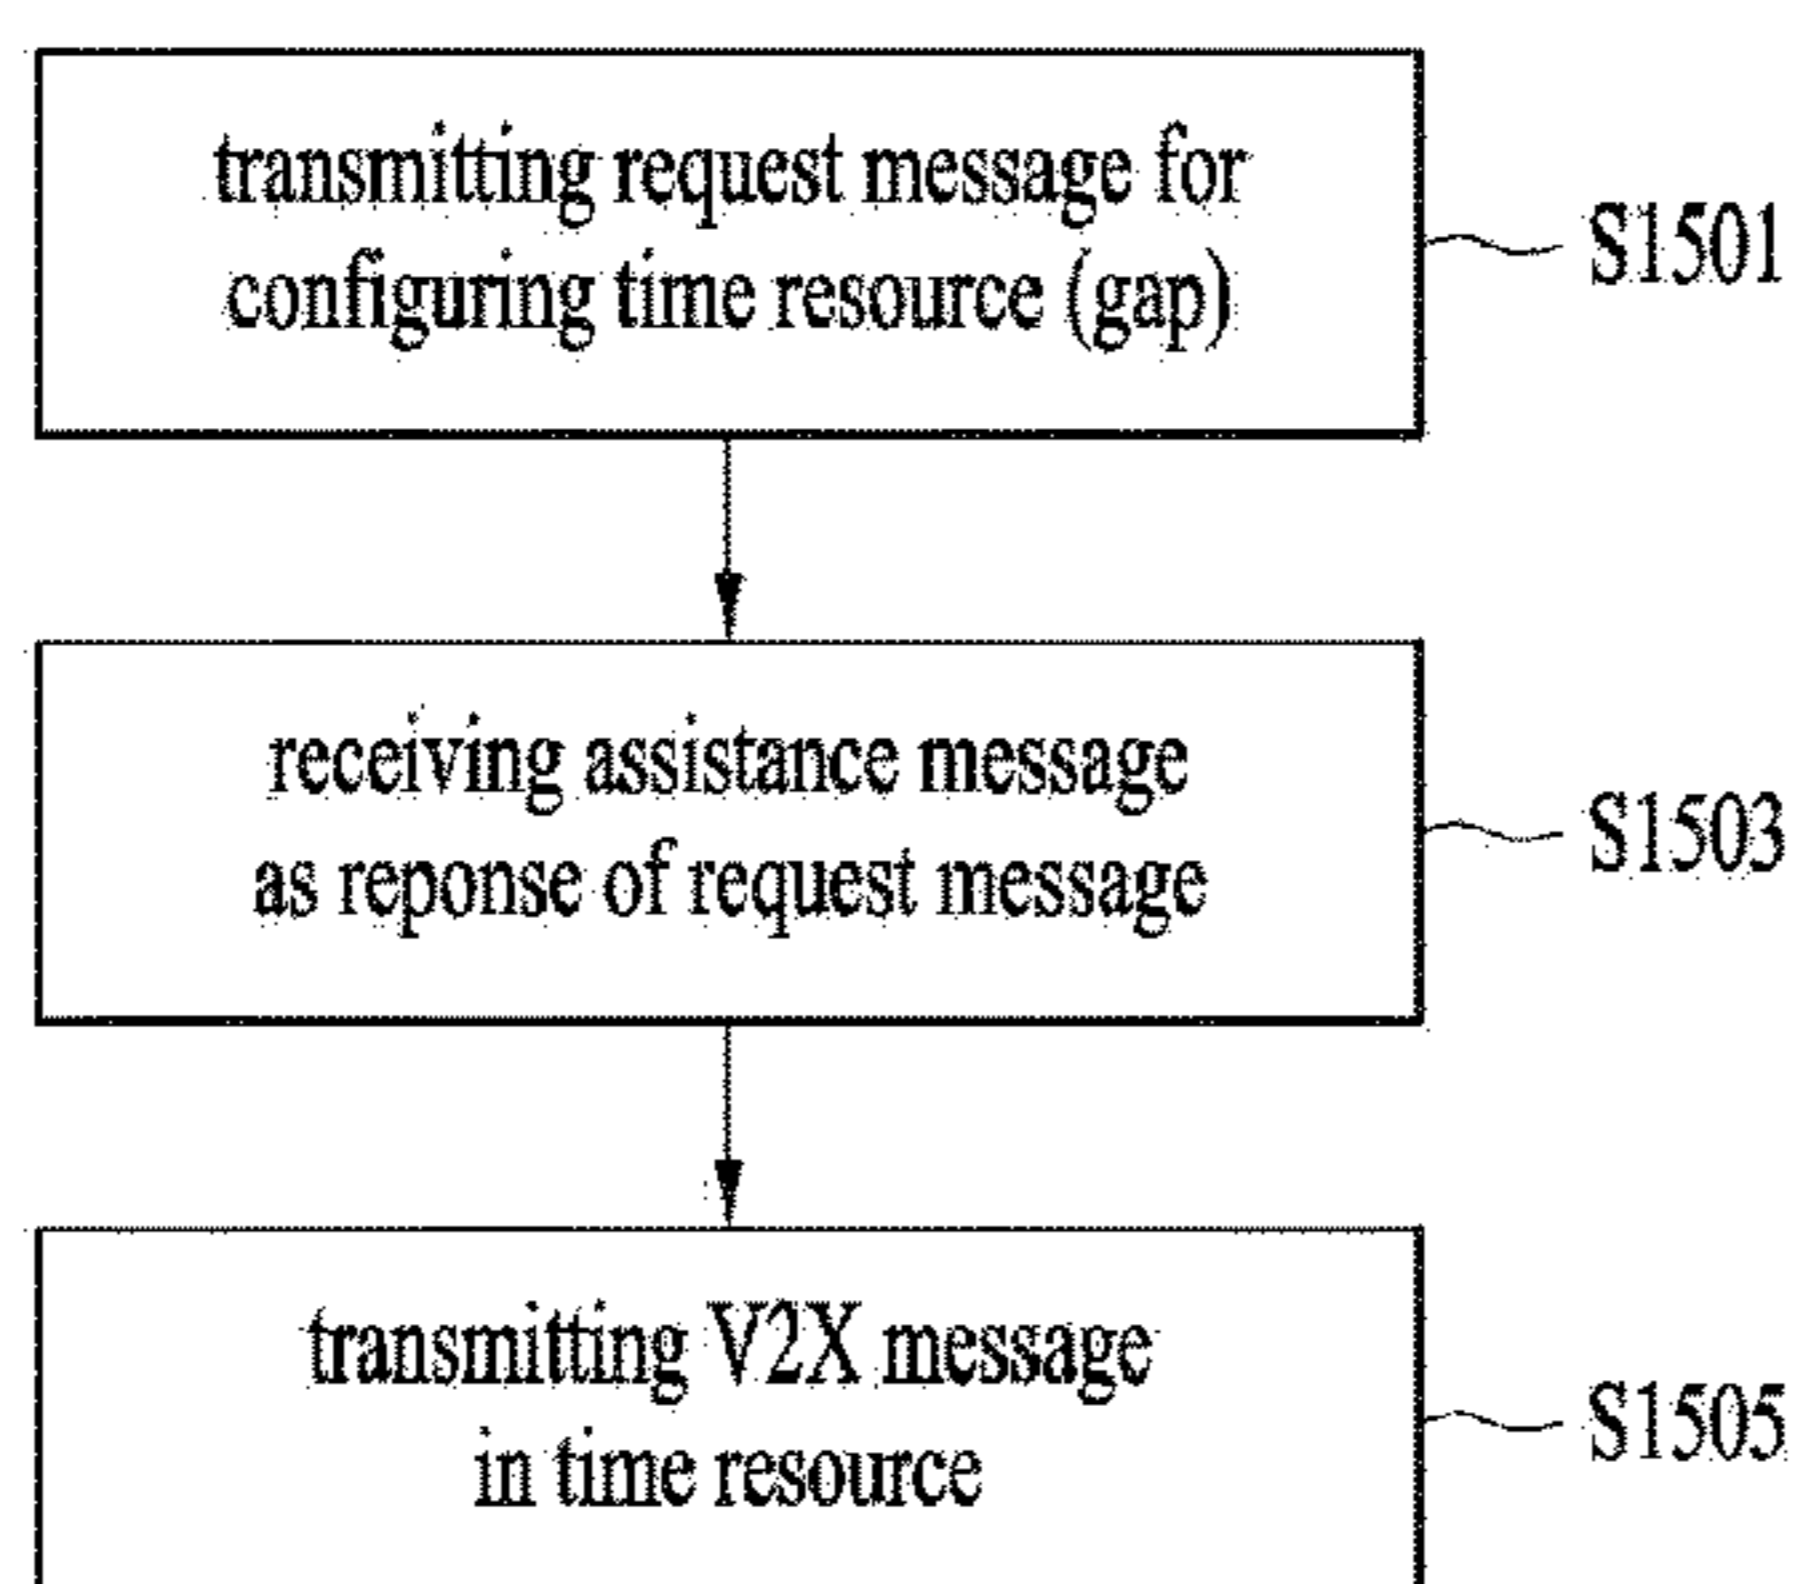 transmitting request message for
configuring time resource (gap)
S1501
receiving assistance message
as reponse of request message
S1503
transmitting V2X message
in time resource
S1505